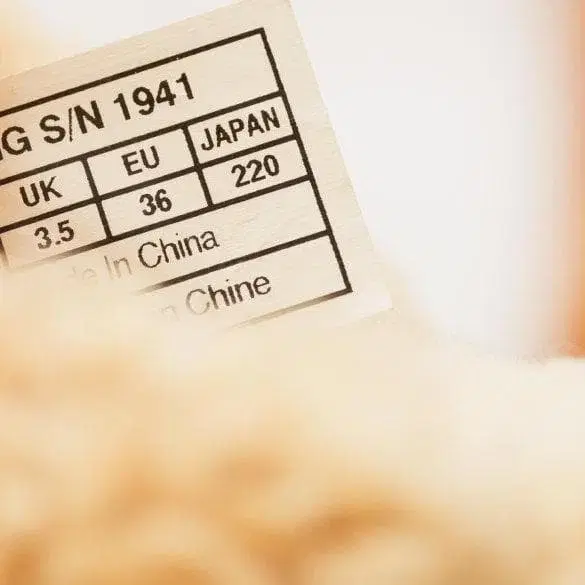 G S/N 1941
UK EU JAPAN
3.5 36 220
In China
Chine